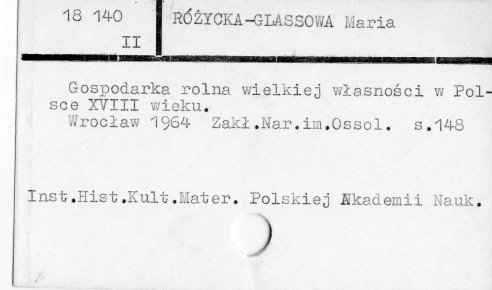 18 140 RÓŻYCKA-GLASSOWA Maria
II
Gospodarka rolna wielkiej własności w Pol-
sce XVIII wieku.
Wrocław 1964 Zakł.Nar.im.Ossol. s.148
Inst.Hist.Kult.Mater. Polskiej Akademii Nauk.